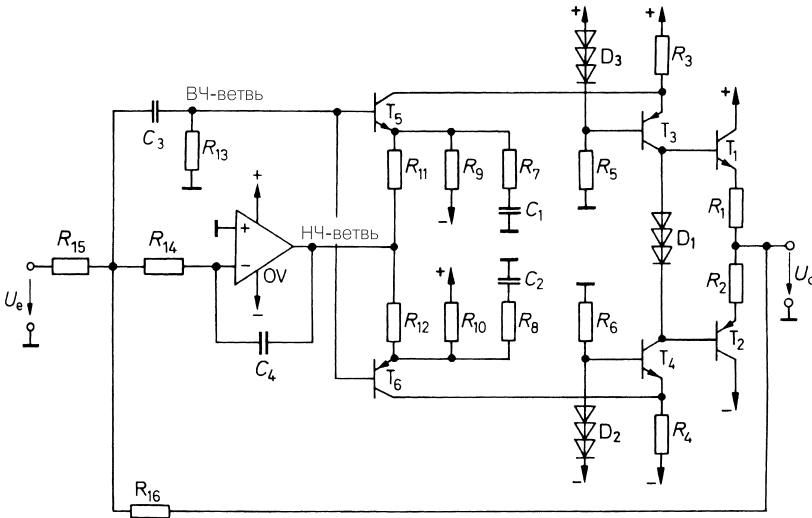 +
+
D₃
R₃
ВЧ-ветвь
C₃
T₅
T₃
+
T₁
R₁₃
R₁₁
R₉
R₇
R₅
+
-
C₁
R₁
+
НЧ-ветвь
R₁₅
R₁₄
-
OV
D₁
Uₑ
-
+
C₂
R₂
C₄
R₁₂
R₁₀
R₈
R₆
T₆
T₄
T₂
D₂
R₄
-
-
-
R₁₆